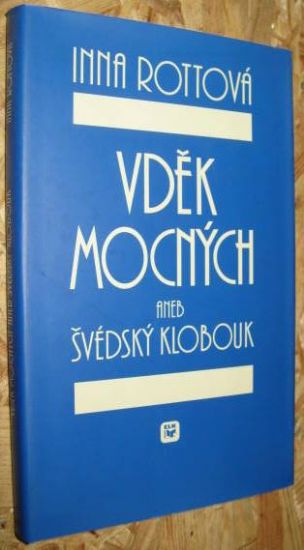 INNA ROTTOVÁ
VDĚK
MOCNÝCH
ANEB
ŠVÉDSKÝ KLOBOUK